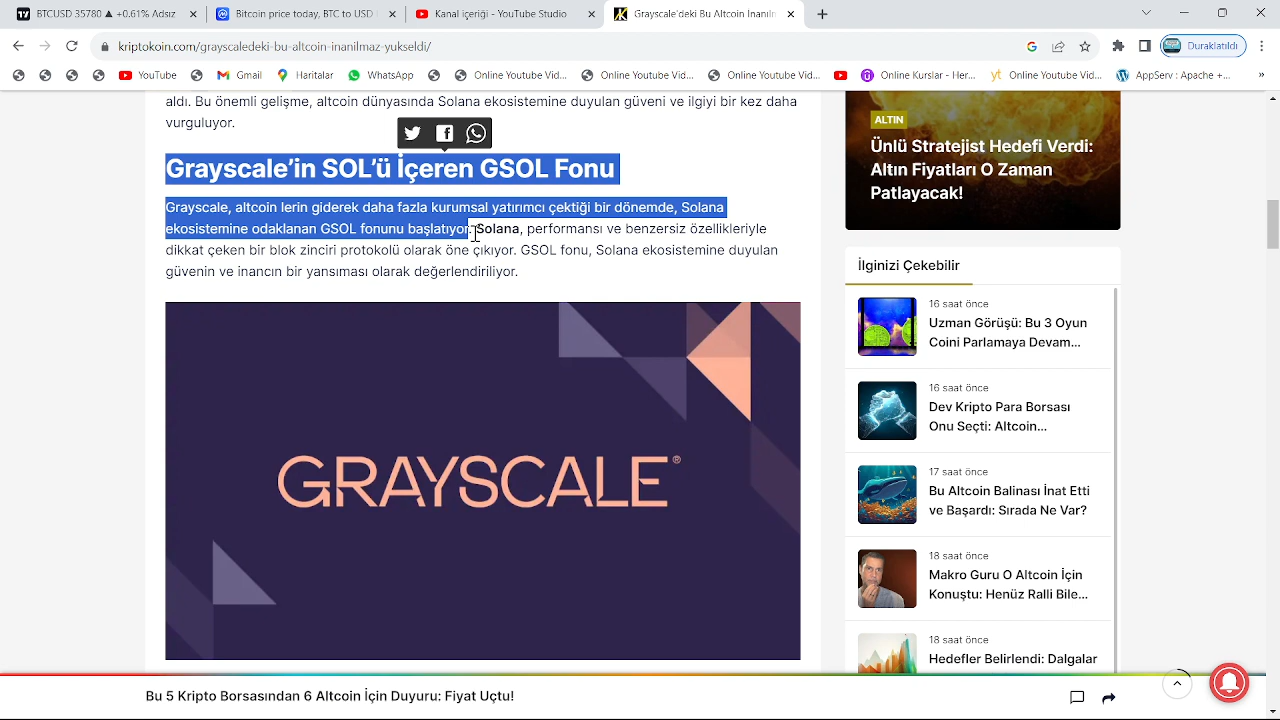 BTCUSD 35780 ▲ +0.61% Adsız
Bitcoin price today, BTC to USD
Kanal içeriği - YouTube Studio
Grayscale'deki Bu Altcoin İnanılm
kriptokoin.com/grayscaledeki-bu-altcoin-inanilmaz-yukseldi/
Duraklatıldı
YouTube
Gmail
Haritalar
WhatsApp
Online Youtube Vid...
Online Youtube Vid...
Online Youtube Vid...
Online Kurslar - Her...
yt Online Youtube Vid...
AppServ : Apache +...
»
aldı. Bu önemli gelişme, altcoin dünyasında Solana ekosistemine duyulan güveni ve ilgiyi bir kez daha
vurguluyor.
Grayscale’in SOL’ü İçeren GSOL Fonu
Grayscale, altcoin lerin giderek daha fazla kurumsal yatırımcı çektiği bir dönemde, Solana
ekosistemine odaklanan GSOL fonunu başlatıyor. Solana, performansı ve benzersiz özellikleriyle
dikkat çeken bir blok zinciri protokolü olarak öne çıkıyor. GSOL fonu, Solana ekosistemine duyulan
güvenin ve inancın bir yansıması olarak değerlendiriliyor.
GRAYSCALE®
ALTIN
Ünlü Stratejist Hedefi Verdi:
Altın Fiyatları O Zaman
Patlayacak!
İlginizi Çekebilir
16 saat önce
Uzman Görüşü: Bu 3 Oyun
Coini Parlamaya Devam...
16 saat önce
Dev Kripto Para Borsası
Onu Seçti: Altcoin...
17 saat önce
Bu Altcoin Balinası İnat Etti
ve Başardı: Sırada Ne Var?
18 saat önce
Makro Guru O Altcoin İçin
Konuştu: Henüz Ralli Bile...
18 saat önce
Hedefler Belirlendi: Dalgalar
Bu 5 Kripto Borsasından 6 Altcoin İçin Duyuru: Fiyat Uçtu!